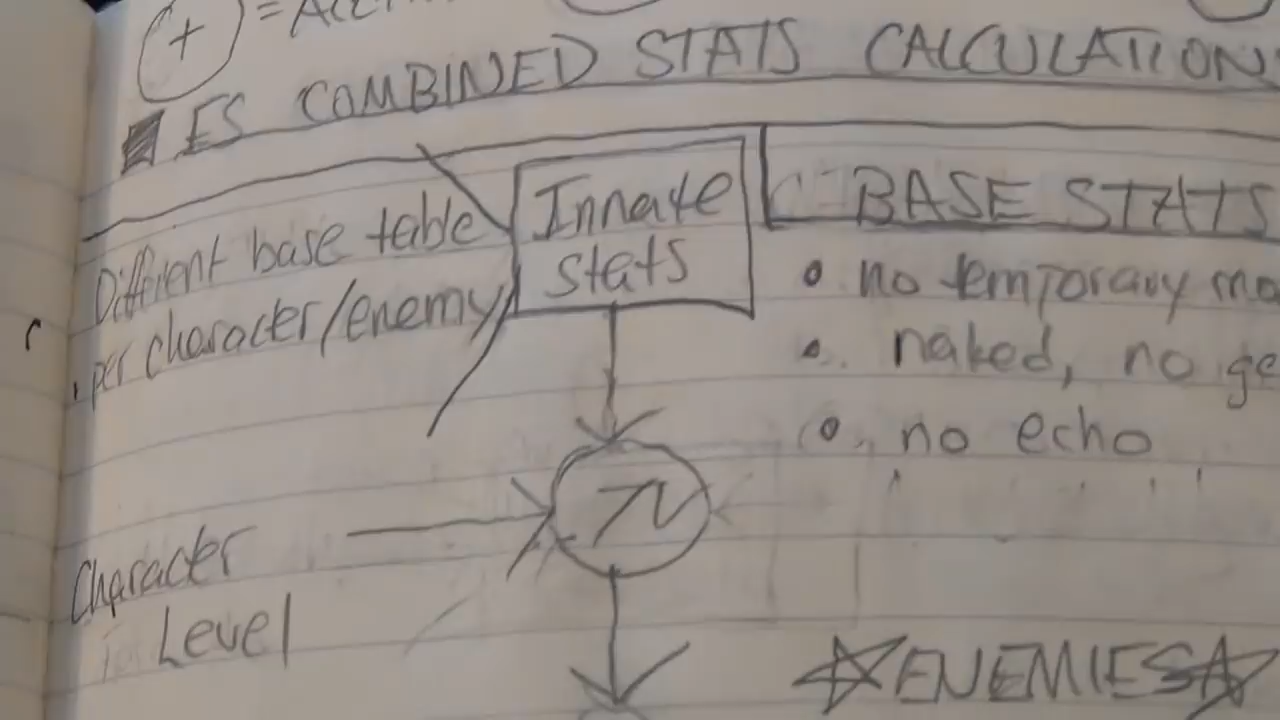 + =
ES COMBINED STATS CALCULATION
Innate
Stats
Different base table
per character/enemy
BASE STATS
no temporary
naked, no
no echo
Character
Level
ENEMIES